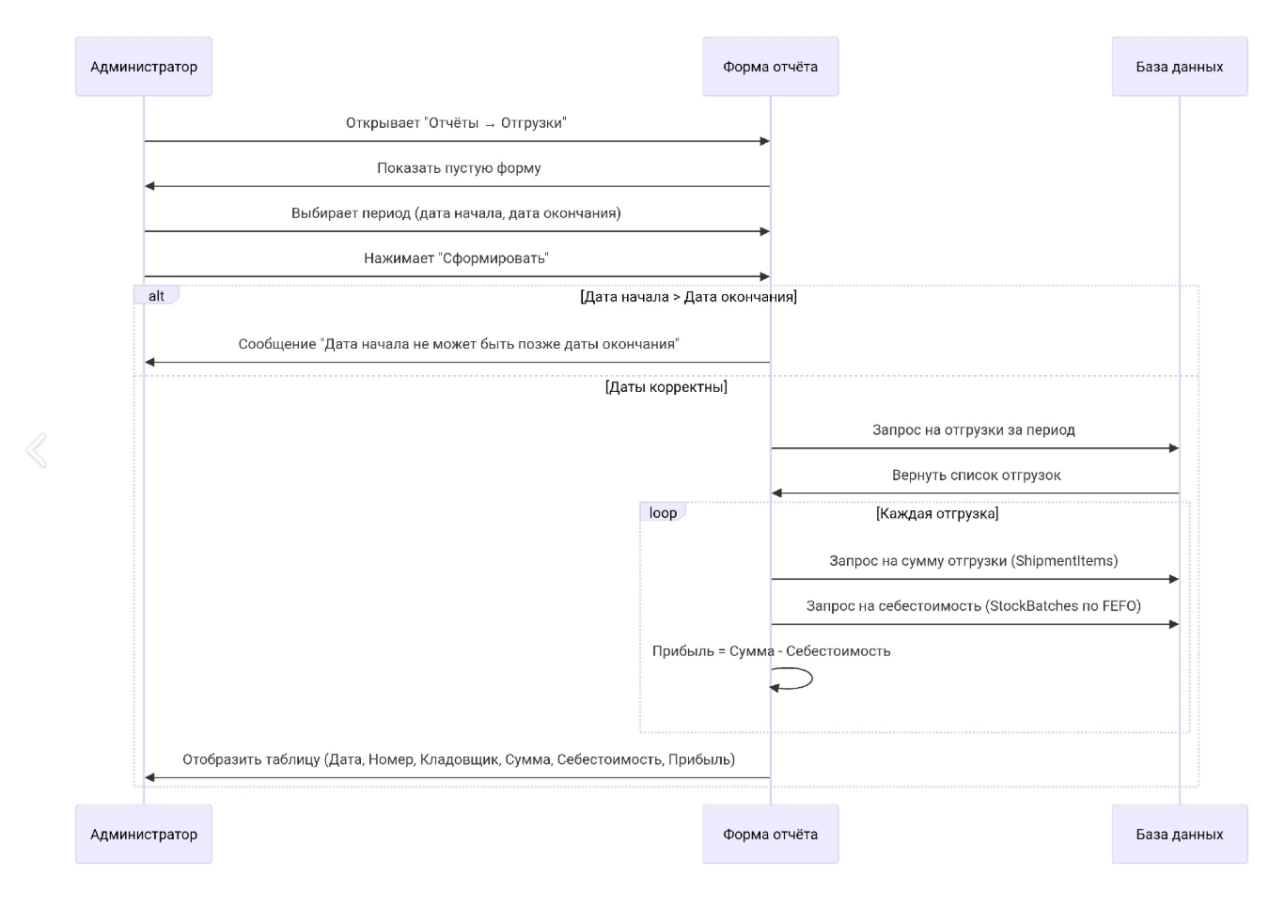 Администратор
Форма отчёта
База данных
Открывает "Отчёты → Отгрузки"
Показать пустую форму
Выбирает период (дата начала, дата окончания)
Нажимает "Сформировать"
alt
[Дата начала > Дата окончания]
Сообщение "Дата начала не может быть позже даты окончания"
[Даты корректны]
Запрос на отгрузки за период
Вернуть список отгрузок
loop
[Каждая отгрузка]
Запрос на сумму отгрузки (ShipmentItems)
Запрос на себестоимость (StockBatches по FEFO)
Прибыль = Сумма - Себестоимость
Отобразить таблицу (Дата, Номер, Кладовщик, Сумма, Себестоимость, Прибыль)
Администратор
Форма отчёта
База данных